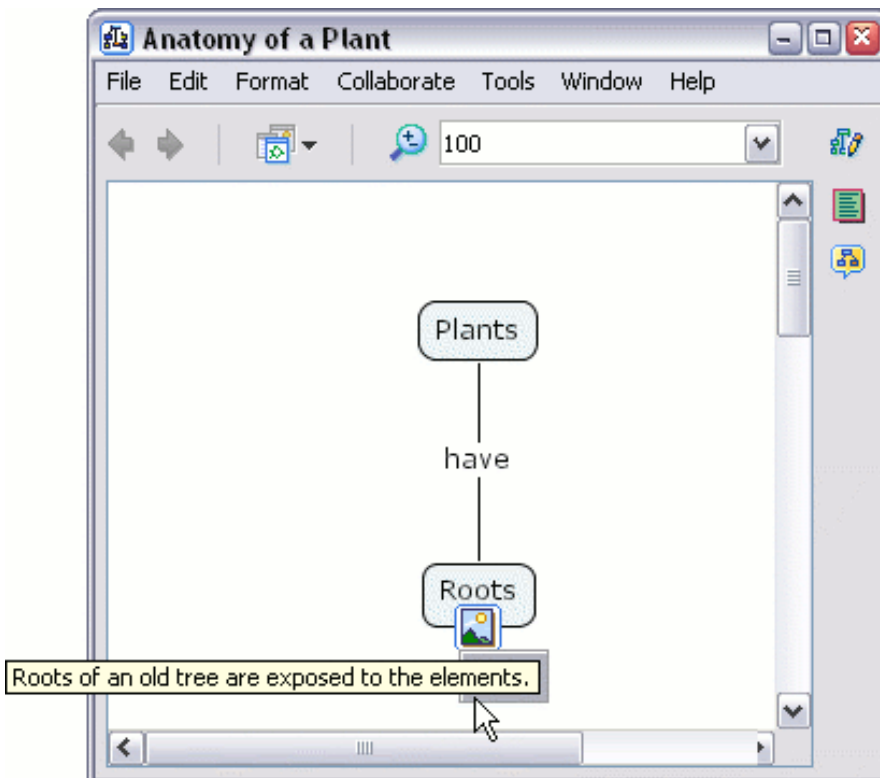 Anatomy of a Plant
File Edit Format Collaborate Tools Window Help
100
Plants
have
Roots
Roots of an old tree are exposed to the elements.